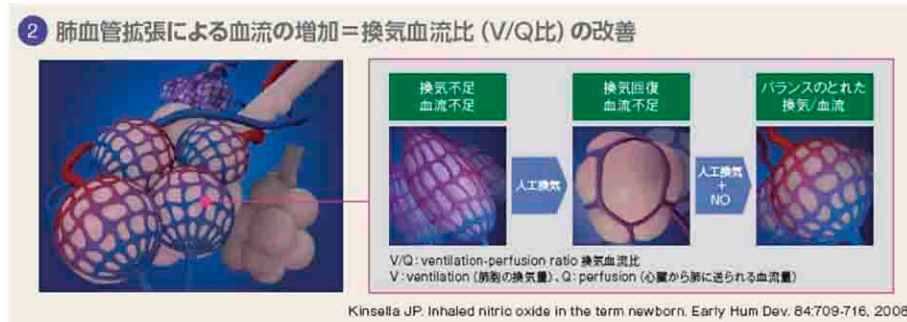 2 肺血管拡張による血流の増加＝換気血流比（V/Q比）の改善
換気不足
血流不足
換気回復
血流不足
バランスのとれた
換気/血流
人工換気
人工換気
+
NO
V/Q：ventilation-perfusion ratio 換気血流比
V：ventilation（肺胞の換気量）、Q：perfusion（心臓から肺に送られる血流量）
Kinsella JP. Inhaled nitric oxide in the term newborn. Early Hum Dev. 84:709-716, 2008